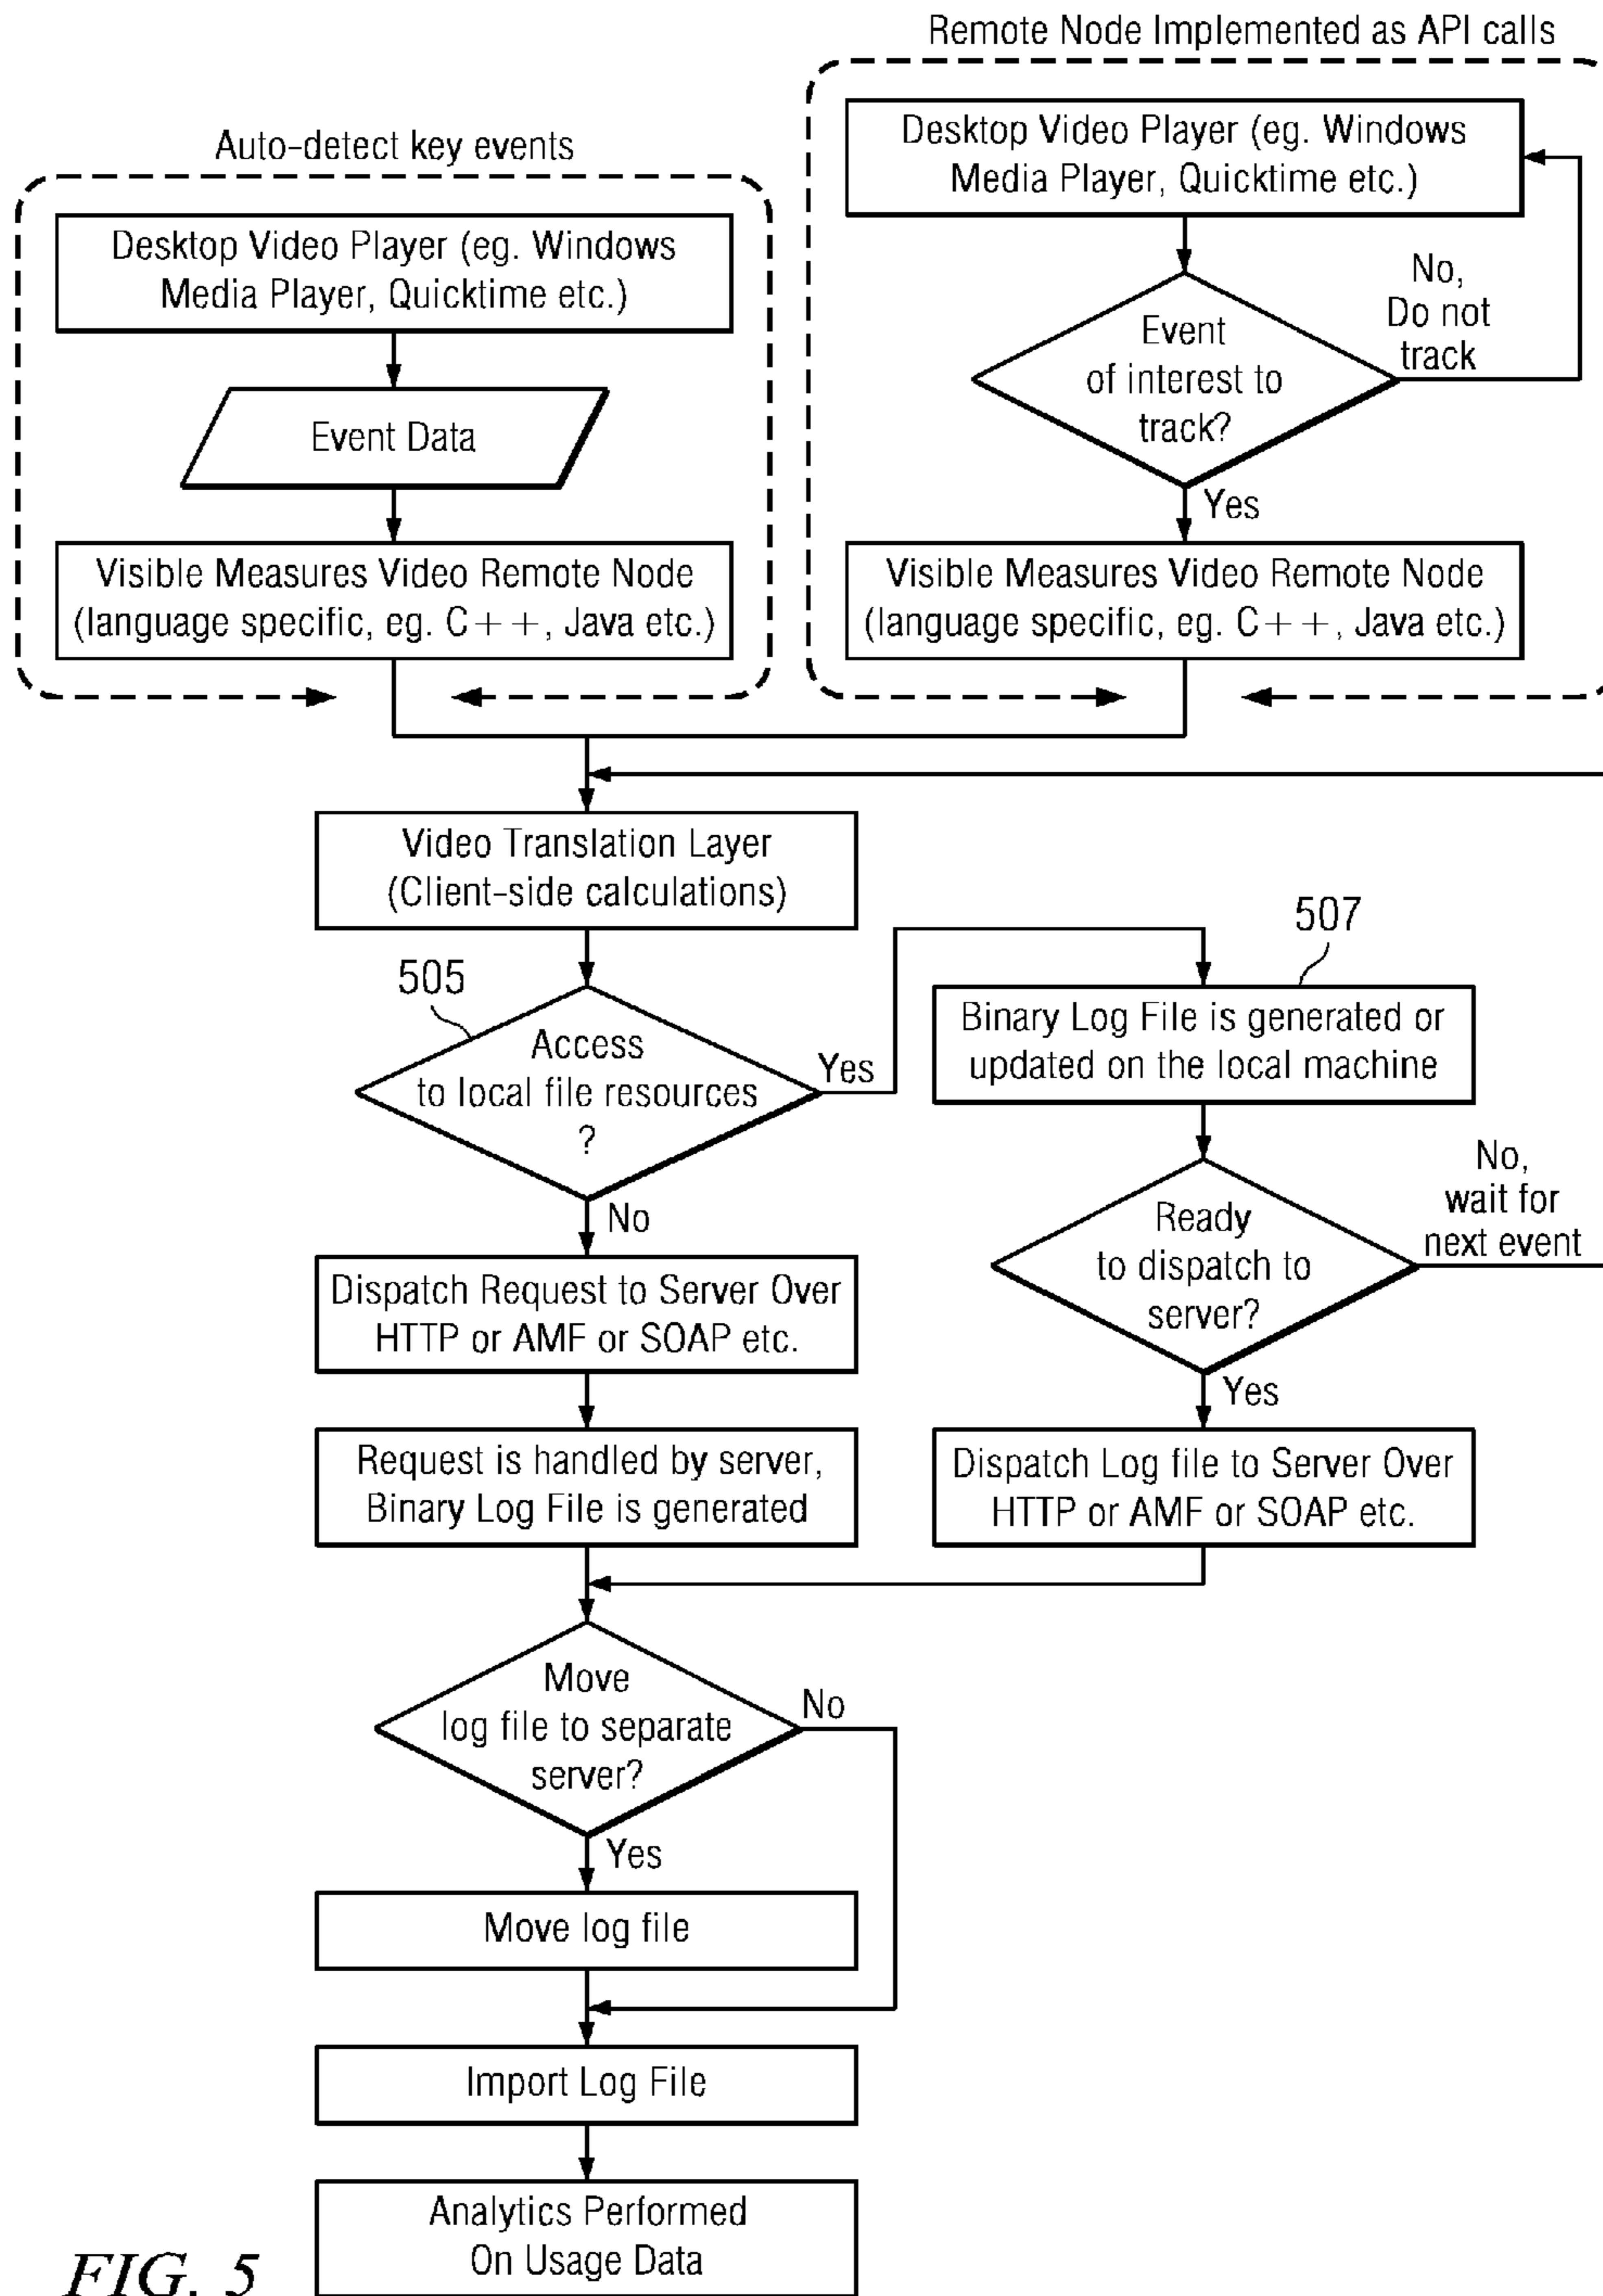 Remote Node Implemented as API calls
Desktop Video Player (eg. Windows
Media Player, Quicktime etc.)
Event
of interest to
track?
No,
Do not
track
Yes
Visible Measures Video Remote Node
(language specific, eg. C++, Java etc.)
Auto-detect key events
Desktop Video Player (eg. Windows
Media Player, Quicktime etc.)
Event Data
Visible Measures Video Remote Node
(language specific, eg. C++, Java etc.)
Video Translation Layer
(Client-side calculations)
505
Access
to local file resources
?
Yes
No
507
Binary Log File is generated or
updated on the local machine
Ready
to dispatch to
server?
No,
wait for
next event
Yes
Dispatch Log file to Server Over
HTTP or AMF or SOAP etc.
Dispatch Request to Server Over
HTTP or AMF or SOAP etc.
Request is handled by server,
Binary Log File is generated
Move
log file to separate
server?
No
Yes
Move log file
Import Log File
Analytics Performed
On Usage Data
FIG. 5